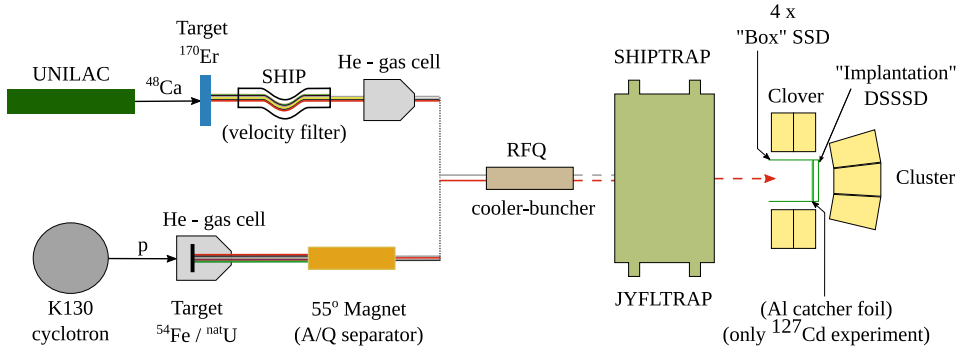 UNILAC
48Ca
Target
170Er
SHIP
(velocity filter)
He - gas cell
K130
cyclotron
p
He - gas cell
Target
54Fe / natU
55o Magnet
(A/Q separator)
RFQ
cooler-buncher
SHIPTRAP
JYFLTRAP
4 x
"Box" SSD
Clover
"Implantation"
DSSSD
Cluster
(Al catcher foil)
(only 127Cd experiment)